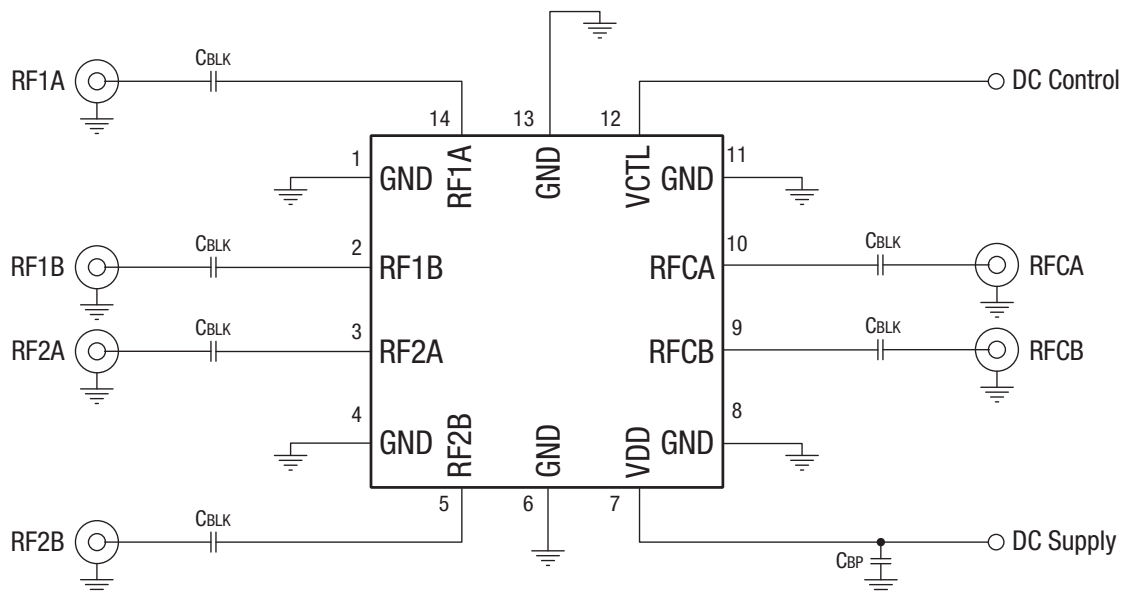 RF1A
CBLK
DC Control
14
13
12
1
GND
RF1A
GND
VCTL
GND
11
RF1B
CBLK
2
RF1B
RFCA
10
CBLK
RFCA
RF2A
CBLK
3
RF2A
RFCB
9
CBLK
RFCB
4
GND
RF2B
GND
VDD
GND
8
5
6
7
RF2B
CBLK
CBP
DC Supply